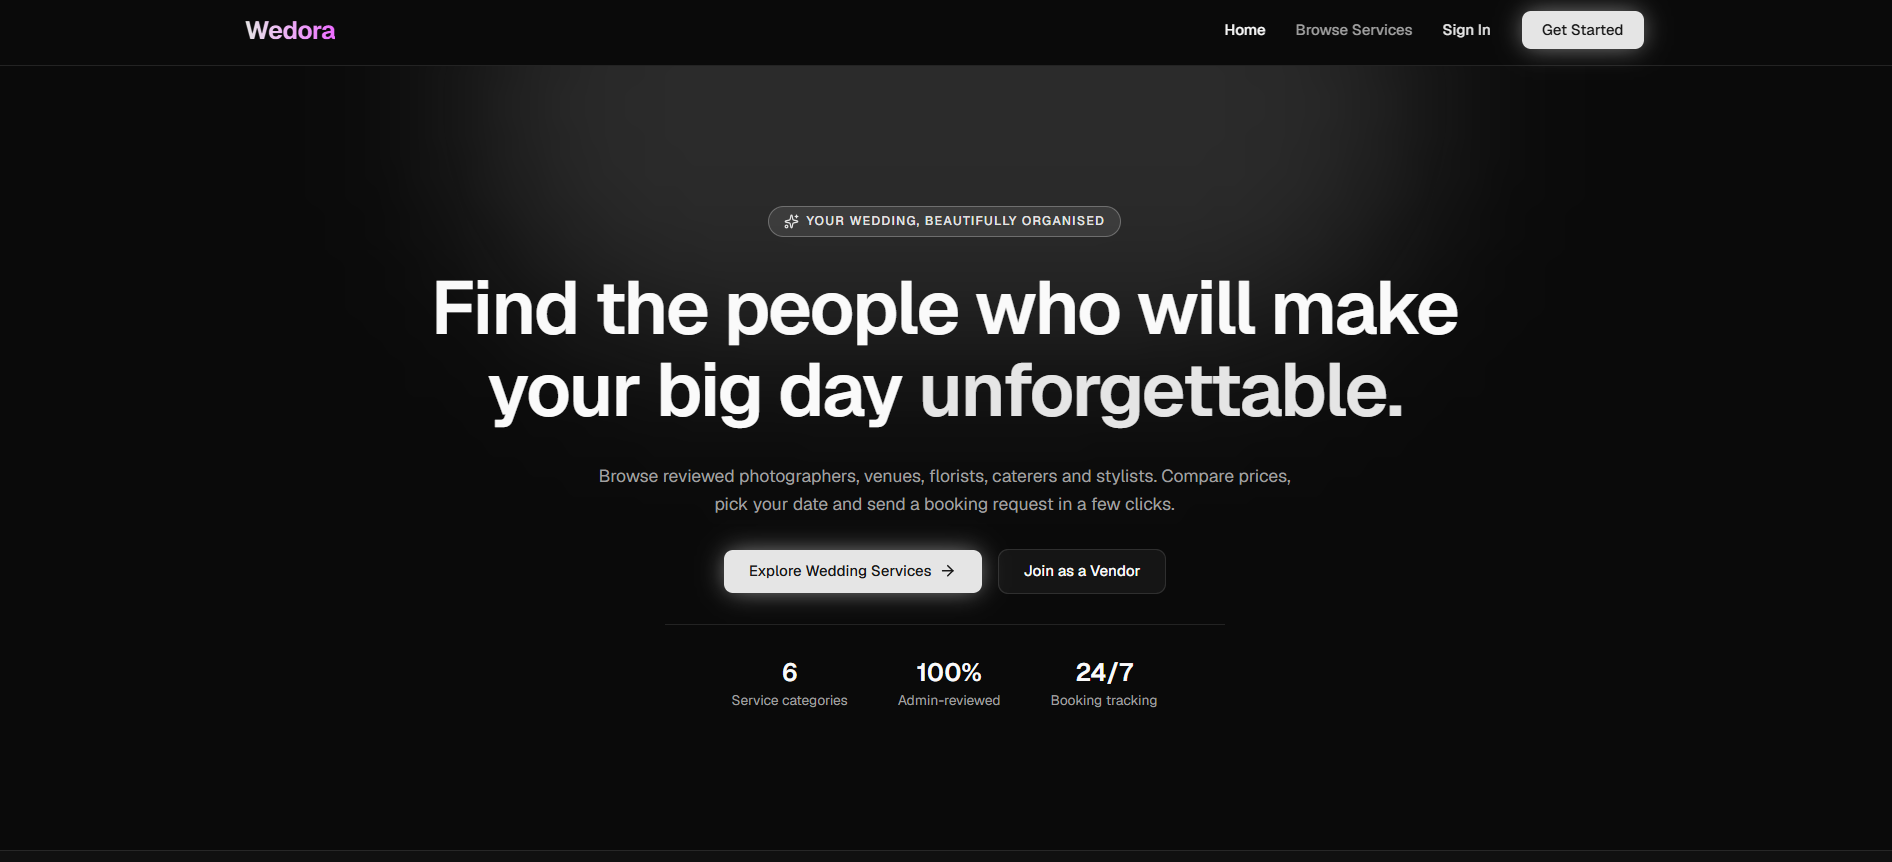 Wedora
Home
Browse Services
Sign In
Get Started
YOUR WEDDING, BEAUTIFULLY ORGANISED
Find the people who will make
your big day unforgettable.
Browse reviewed photographers, venues, florists, caterers and stylists. Compare prices,
pick your date and send a booking request in a few clicks.
Explore Wedding Services →
Join as a Vendor
6
Service categories
100%
Admin-reviewed
24/7
Booking tracking